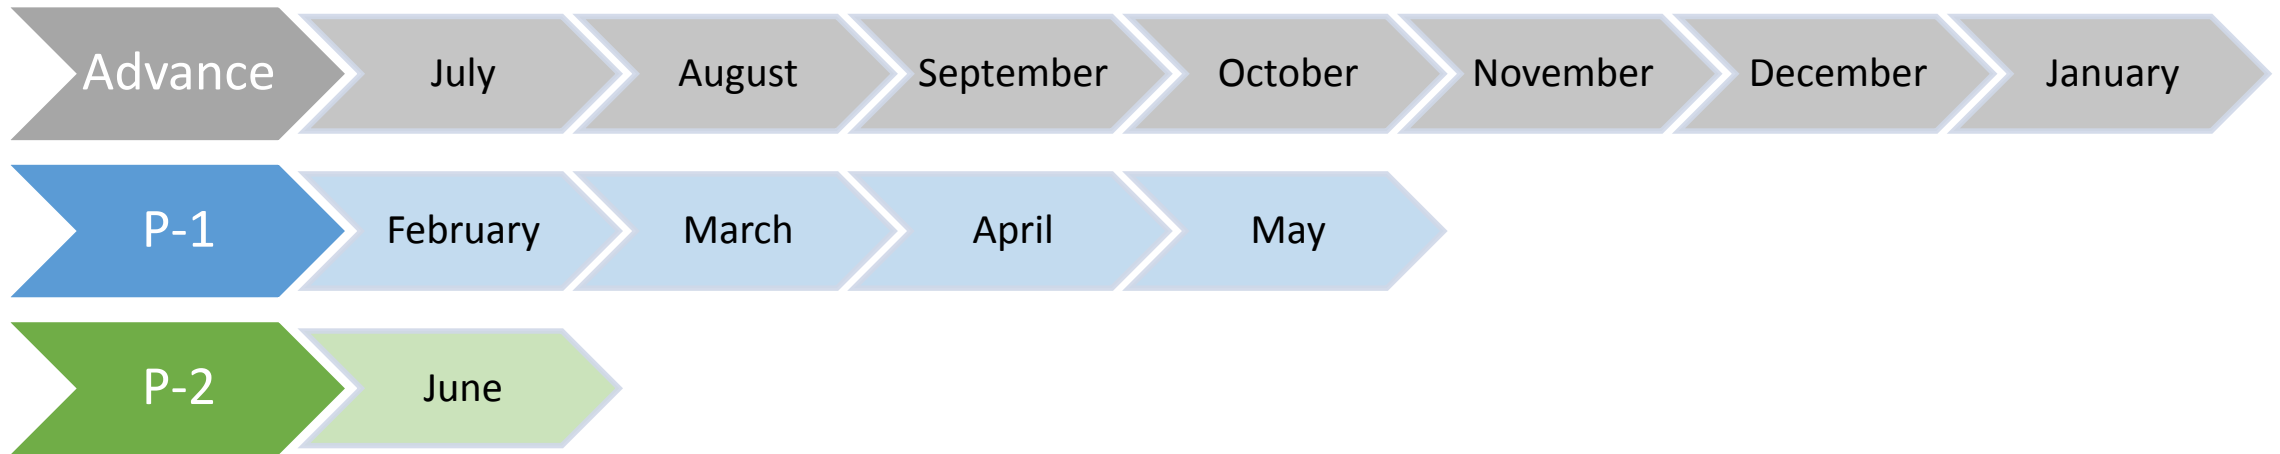 Advance July August September October November December January
P-1 February March April May
P-2 June